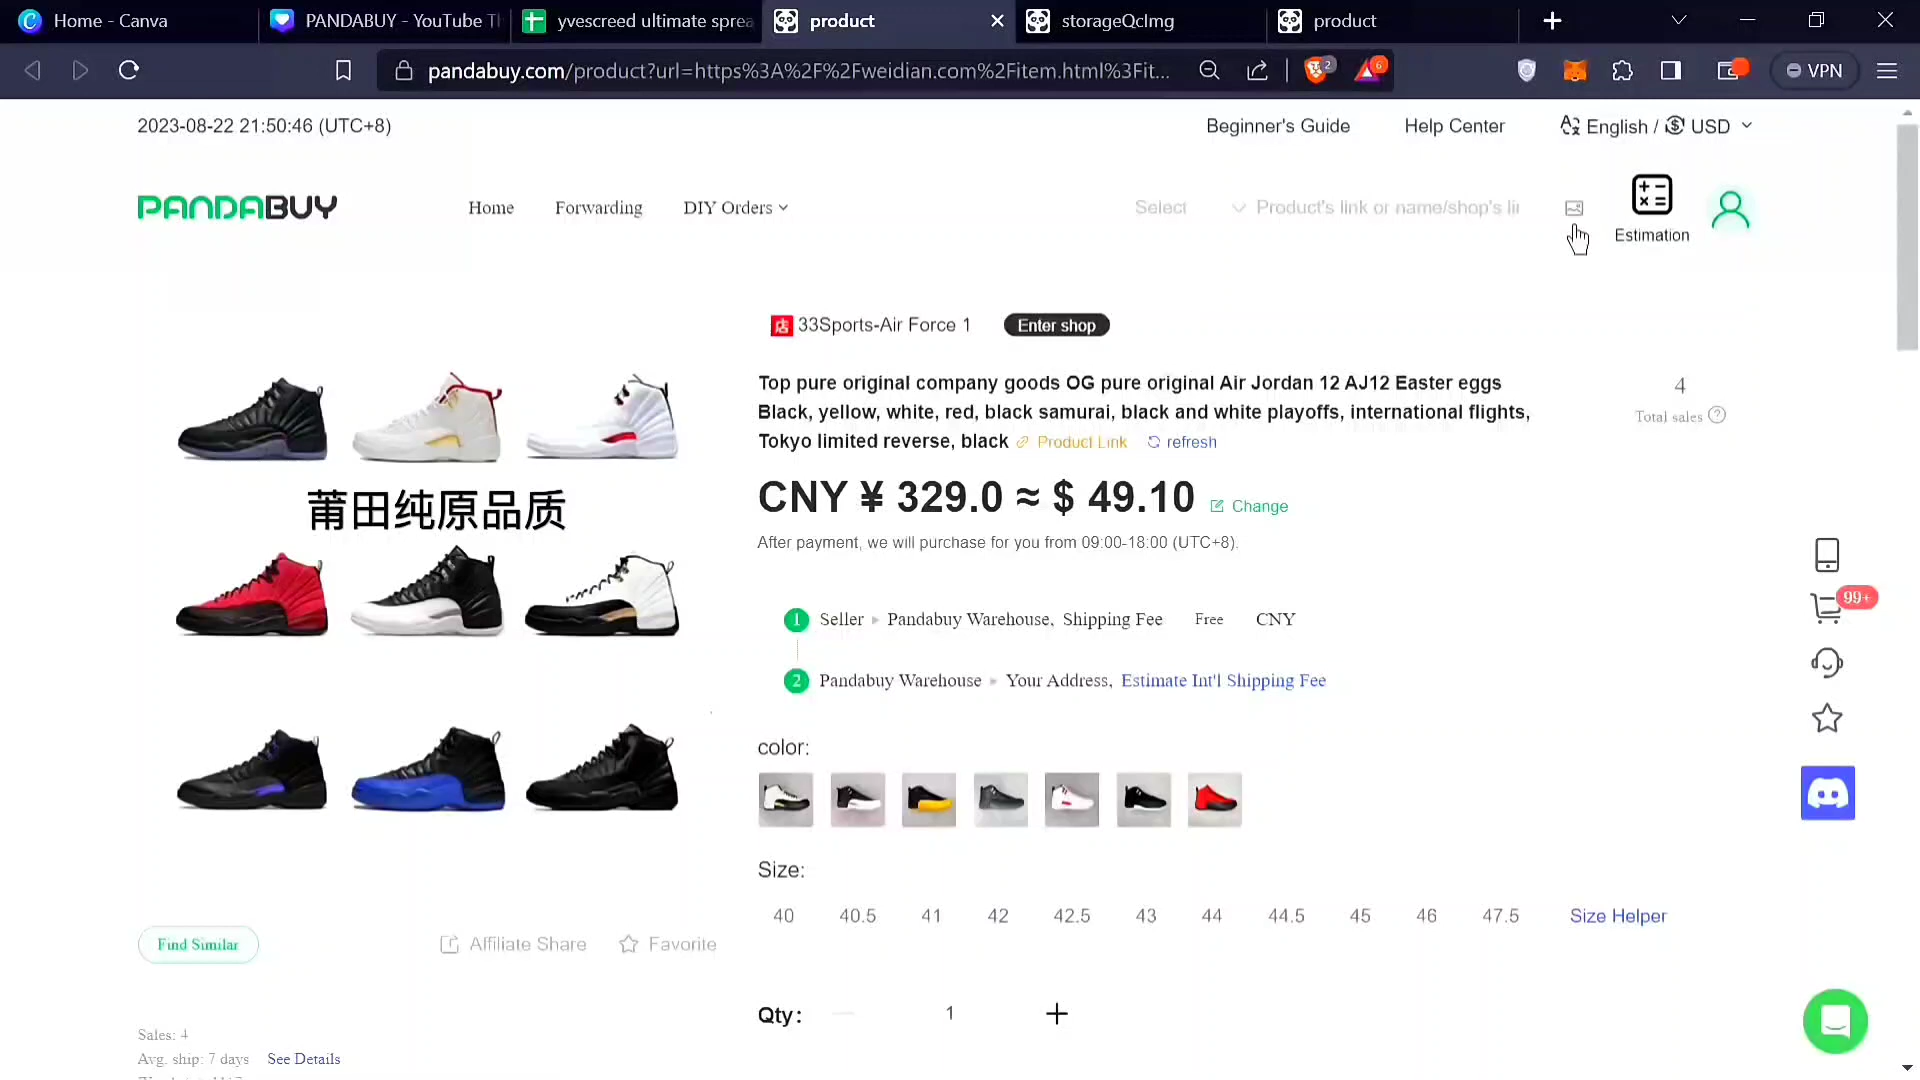 Home - Canva
PANDABUY - YouTube T
yvescreed ultimate sprea
product
storageQcImg
product
pandabuy.com/product?url=https%3A%2F%2Fweidian.com%2Fitem.html%3Fit...
2
6
VPN
2023-08-22 21:50:46 (UTC+8)
Beginner's Guide
Help Center
English / USD
PANDABUY
Home
Forwarding
DIY Orders
Select
Product's link or name/shop's li
Estimation
店 33Sports-Air Force 1
Enter shop
Top pure original company goods OG pure original Air Jordan 12 AJ12 Easter eggs
Black, yellow, white, red, black samurai, black and white playoffs, international flights,
Tokyo limited reverse, black Product Link refresh
4
Total sales ?
CNY ¥ 329.0 ≈ $ 49.10 Change
After payment, we will purchase for you from 09:00-18:00 (UTC+8).
莆田纯原品质
1 Seller ▸ Pandabuy Warehouse, Shipping Fee Free CNY
2 Pandabuy Warehouse ▸ Your Address, Estimate Int'l Shipping Fee
99+
color:
Size:
40 40.5 41 42 42.5 43 44 44.5 45 46 47.5 Size Helper
Find Similar
Affiliate Share
Favorite
Qty: 1 +
Sales: 4
Avg. ship: 7 days See Details